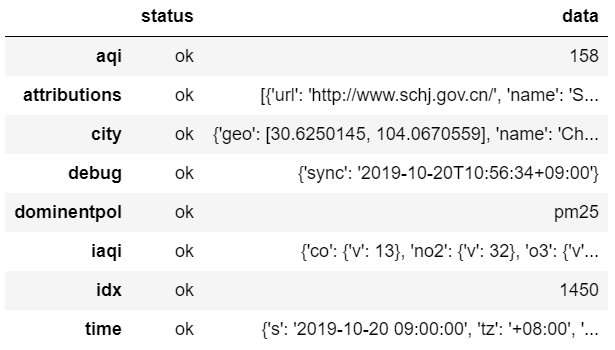 status data
aqi ok 158
attributions ok [{'url': 'http://www.schj.gov.cn/', 'name': 'S...
city ok {'geo': [30.6250145, 104.0670559], 'name': 'Ch...
debug ok {'sync': '2019-10-20T10:56:34+09:00'}
dominentpol ok pm25
iaqi ok {'co': {'v': 13}, 'no2': {'v': 32}, 'o3': {'v'...
idx ok 1450
time ok {'s': '2019-10-20 09:00:00', 'tz': '+08:00', '...